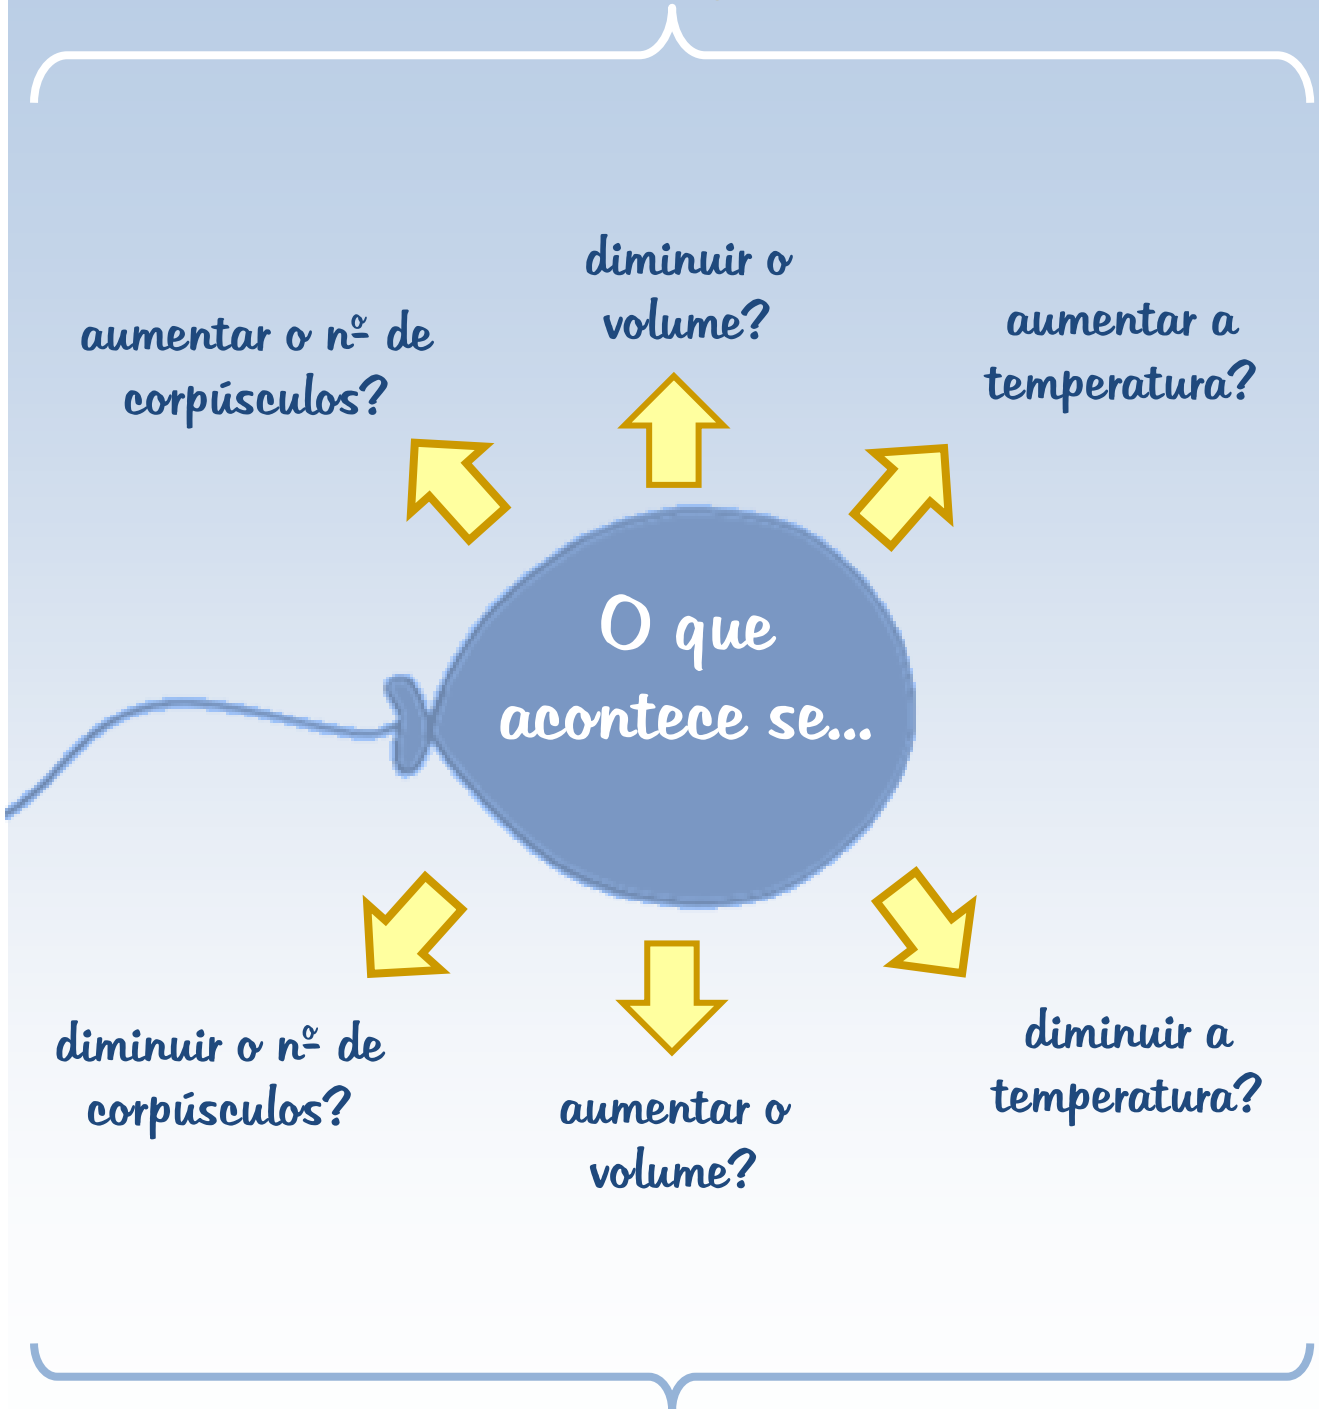 diminuir o
volume?
aumentar o nº de
corpúsculos?
aumentar a
temperatura?
O que
acontece se...
diminuir o nº de
corpúsculos?
aumentar o
volume?
diminuir a
temperatura?